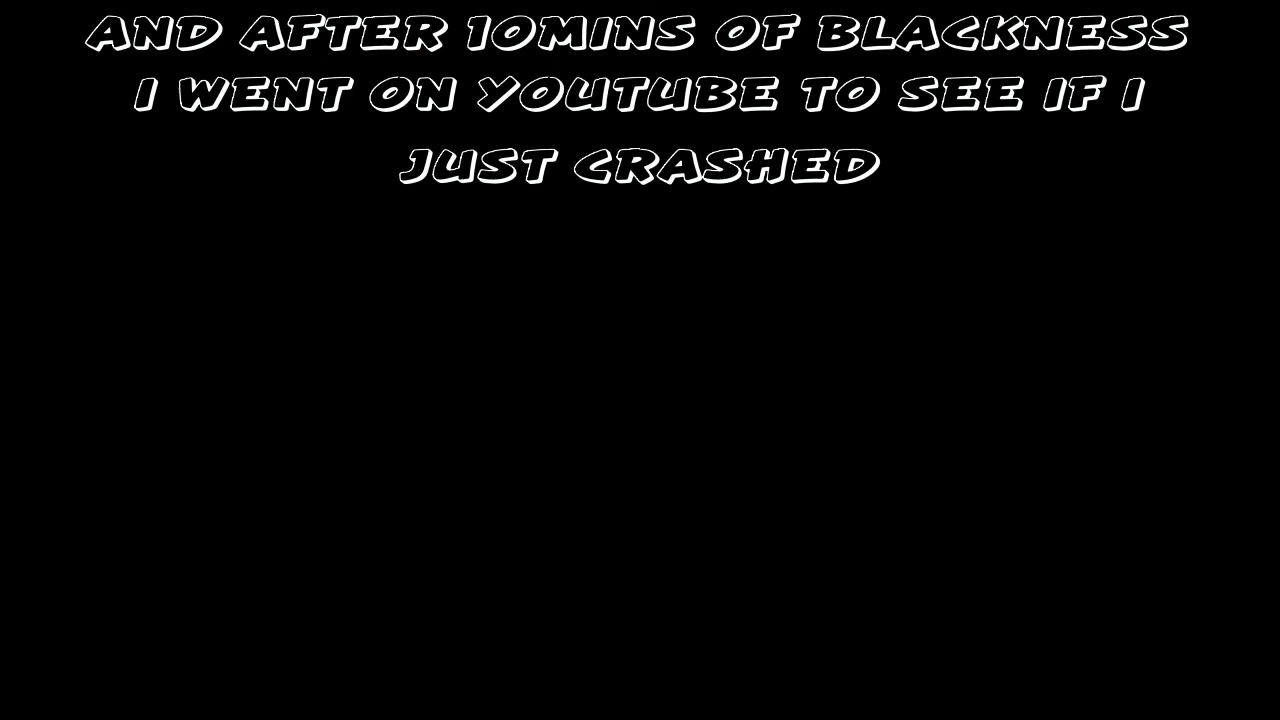 AND AFTER 10MINS OF BLACKNESS
I WENT ON YOUTUBE TO SEE IF I
JUST CRASHED